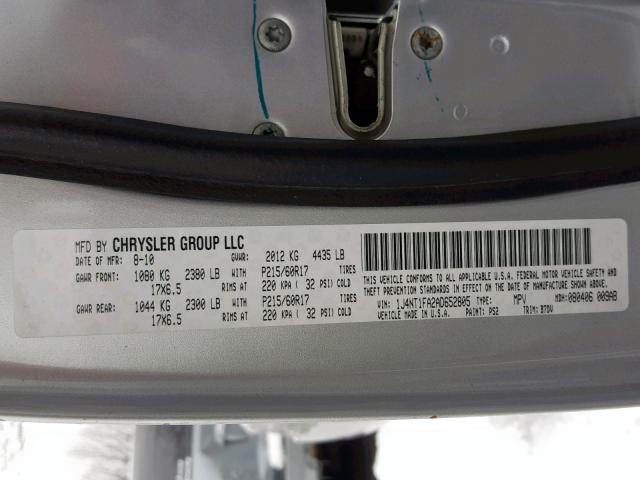 MFD BY CHRYSLER GROUP LLC
DATE OF MFR: 8-10 GVWR: 2012 KG 4435 LB
GAWR FRONT: 1080 KG 2380 LB WITH P215/60R17 TIRES
17X6.5 RIMS AT 220 KPA ( 32 PSI) COLD
GAWR REAR: 1044 KG 2300 LB WITH P215/60R17 TIRES
17X6.5 RIMS AT 220 KPA ( 32 PSI) COLD
THIS VEHICLE CONFORMS TO ALL APPLICABLE U.S.A. FEDERAL MOTOR VEHICLE SAFETY AND
THEFT PREVENTION STANDARDS IN EFFECT ON THE DATE OF MANUFACTURE SHOWN ABOVE.
VIN: 1J4NT1FA2AD652805 TYPE: MPV MDH: 080406 009AB
VEHICLE MADE IN U.S.A. PAINT: PS2 TRIM: B7DV